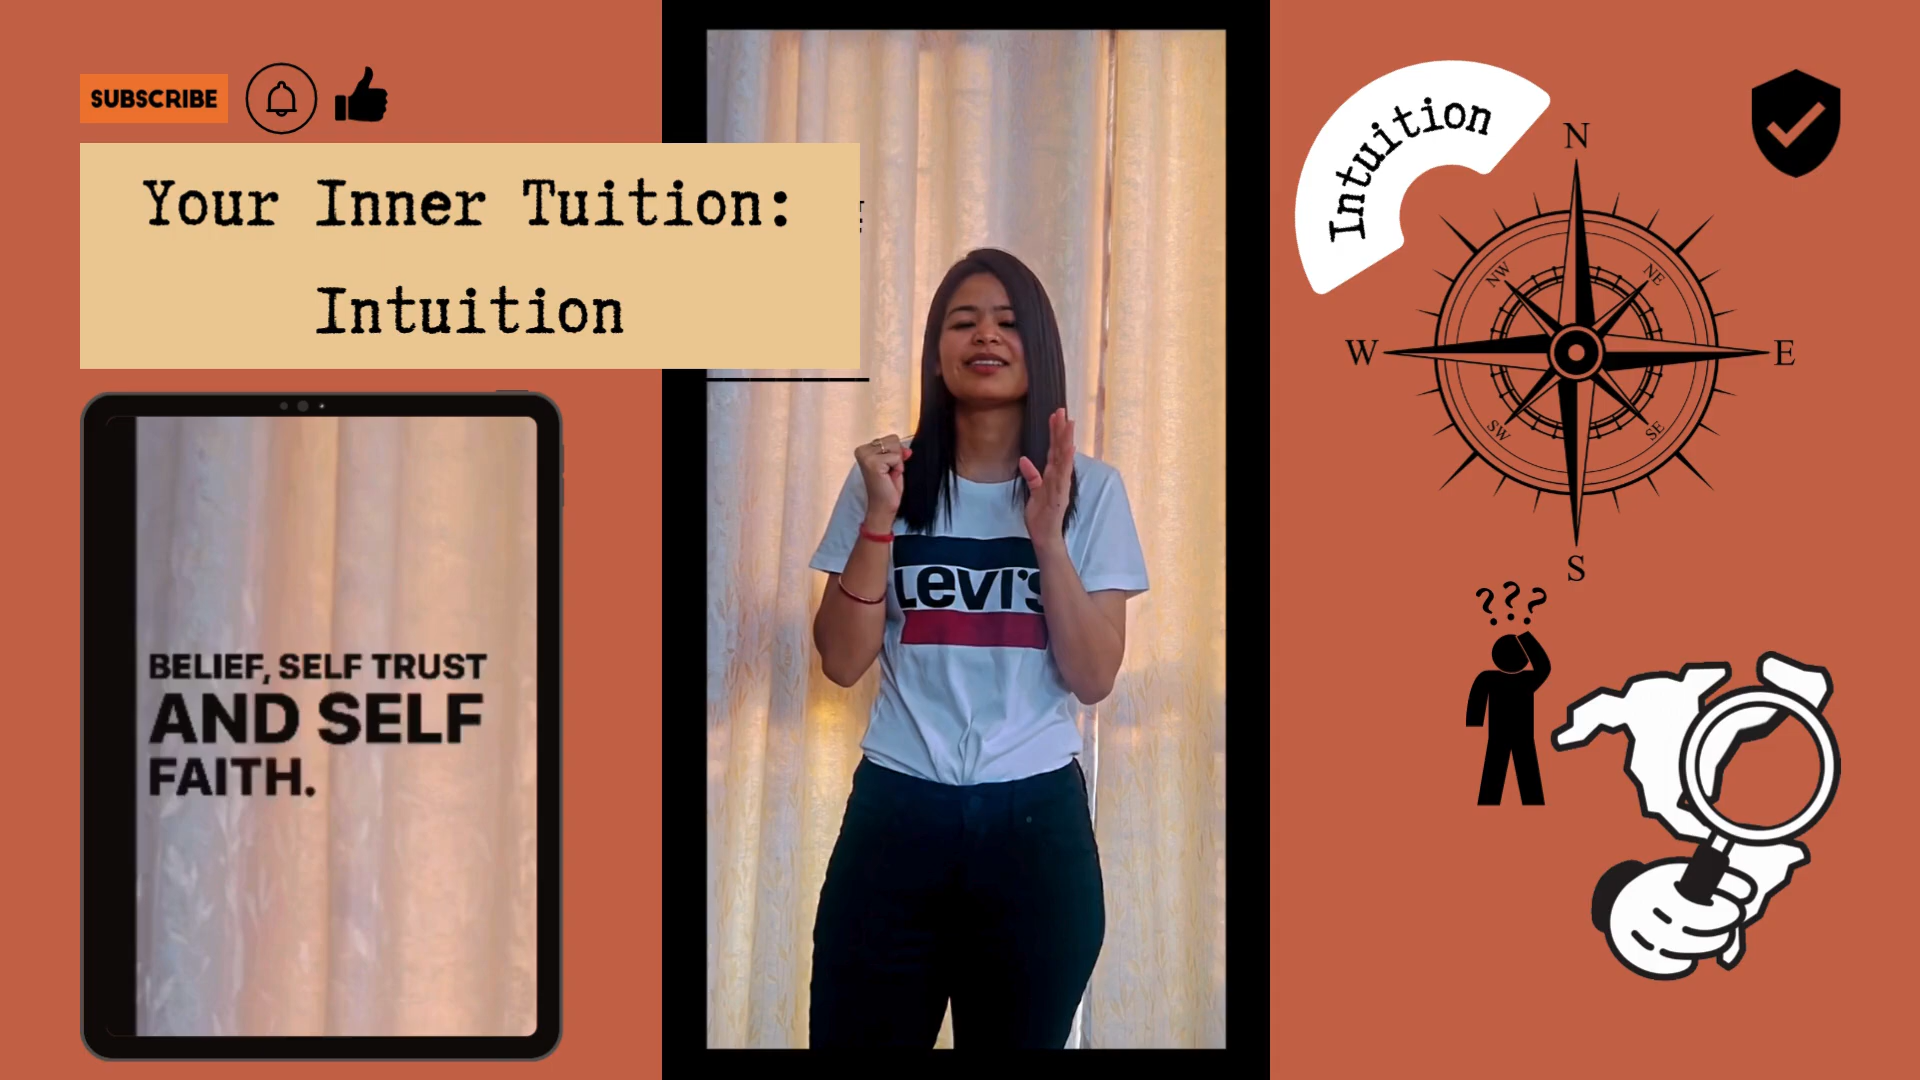 SUBSCRIBE
Your Inner Tuition:
Intuition
BELIEF, SELF TRUST
AND SELF
FAITH.
Levi's
Intuition
N
NW
NE
W
E
SW
SE
S
???